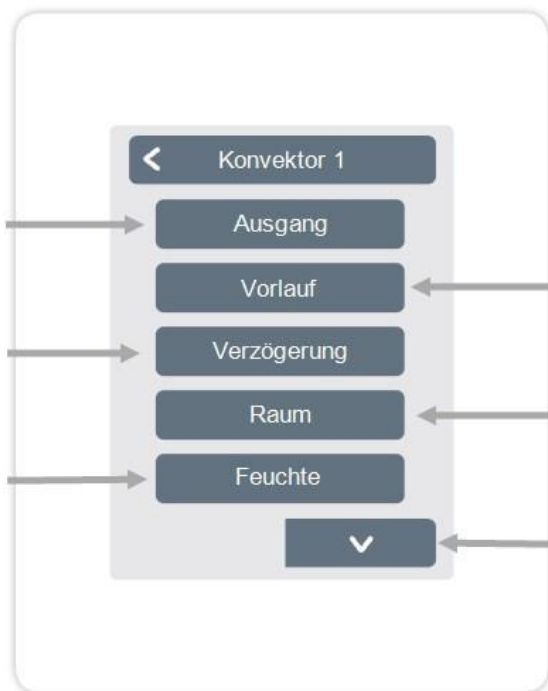 Konvektor 1
Ausgang
Vorlauf
Verzögerung
Raum
Feuchte